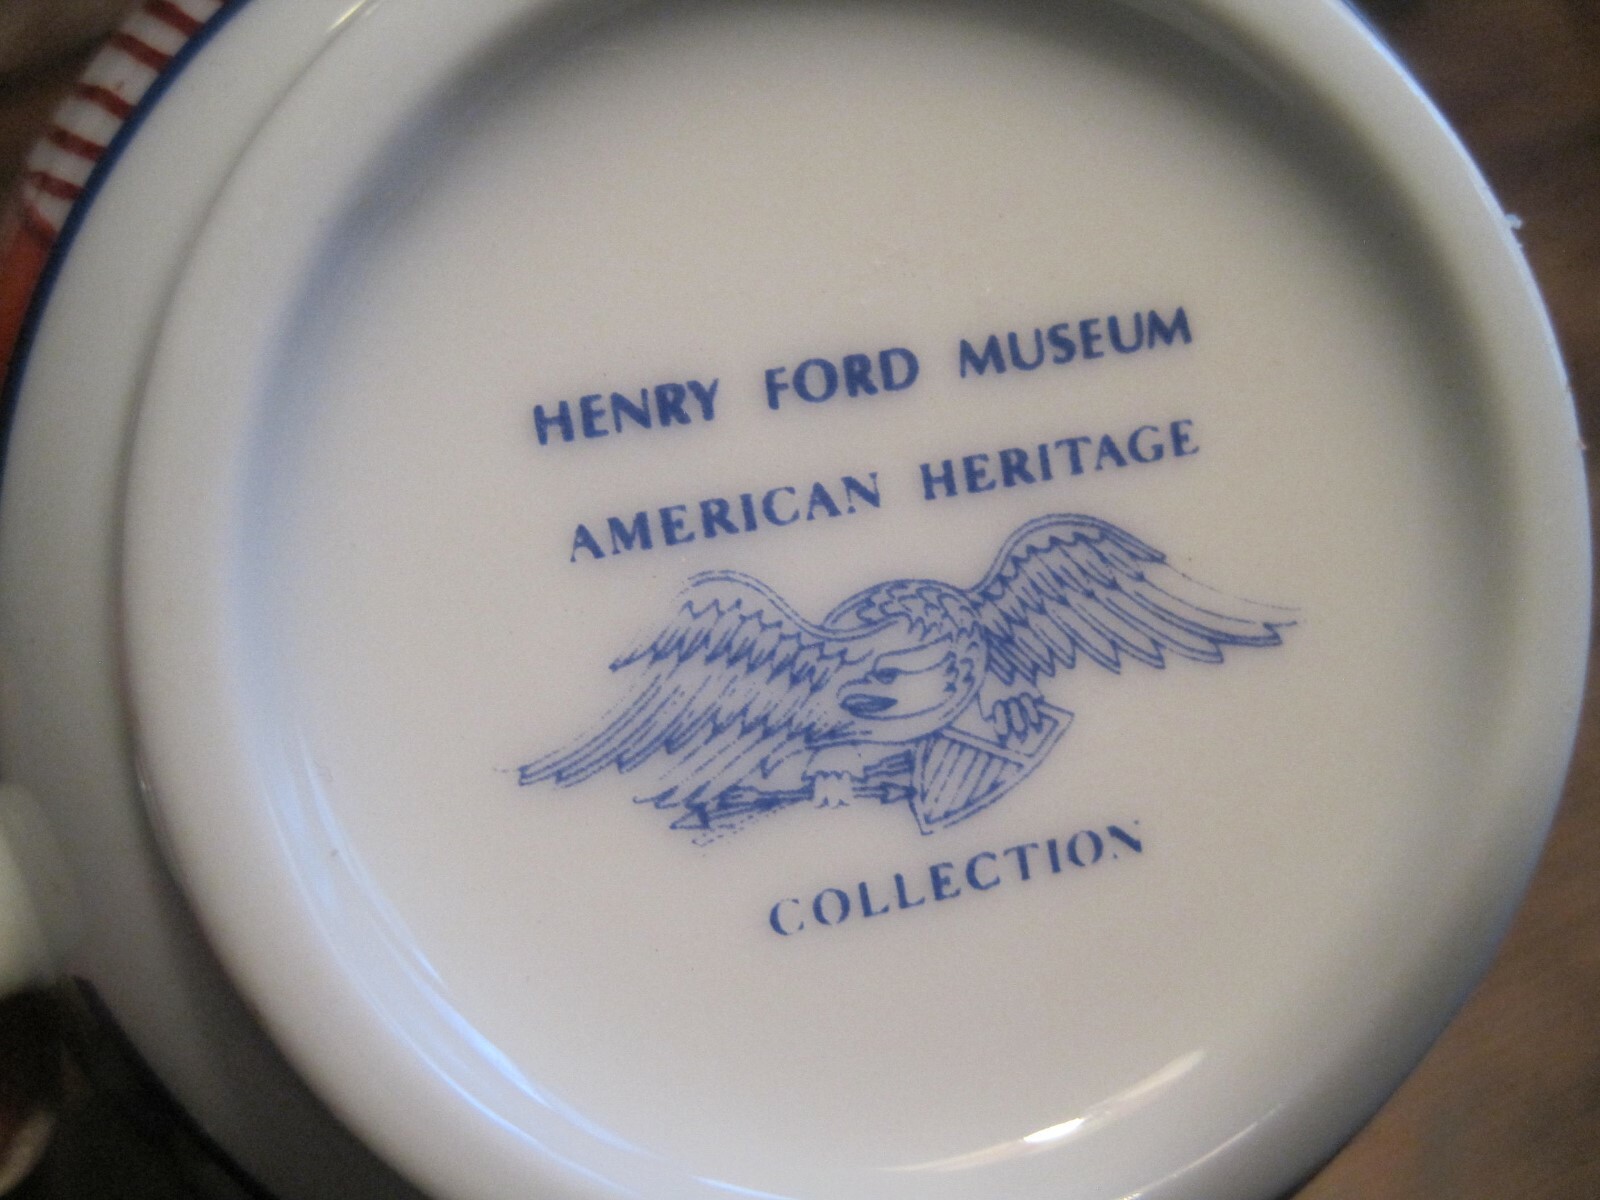 HENRY FORD MUSEUM
AMERICAN HERITAGE
COLLECTION